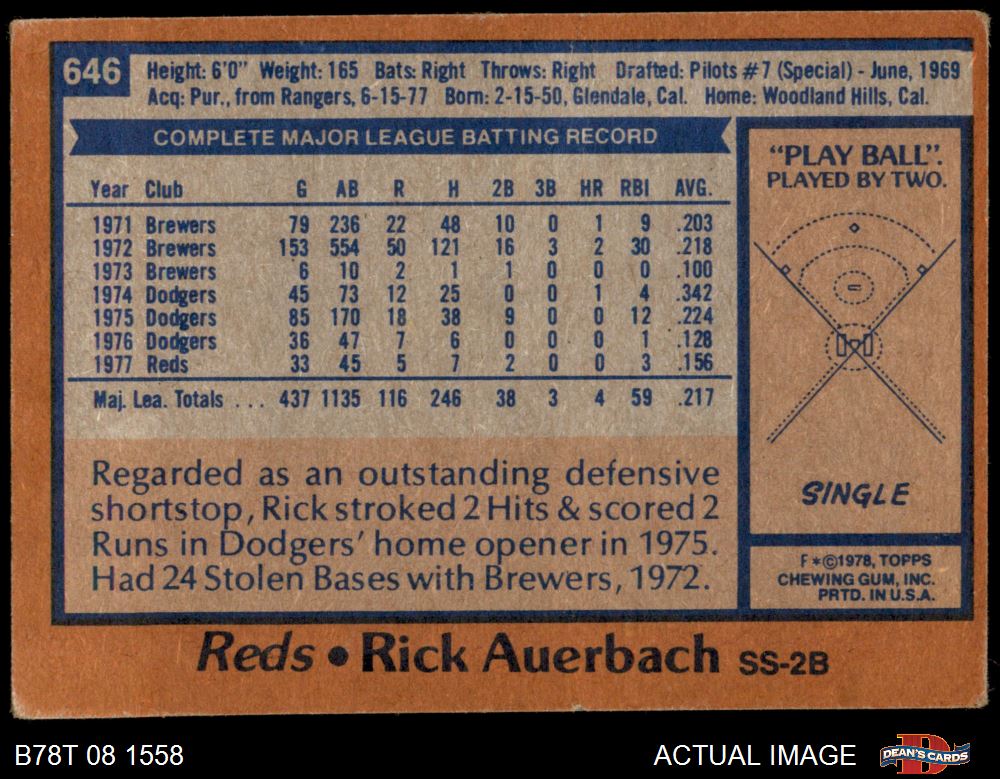 646
Height: 6'0" Weight: 165 Bats: Right Throws: Right Drafted: Pilots #7 (Special) - June, 1969
Acq: Pur., from Rangers, 6-15-77 Born: 2-15-50, Glendale, Cal. Home: Woodland Hills, Cal.
COMPLETE MAJOR LEAGUE BATTING RECORD
Year Club G AB R H 2B 3B HR RBI AVG.
1971 Brewers 79 236 22 48 10 0 1 9 .203
1972 Brewers 153 554 50 121 16 3 2 30 .218
1973 Brewers 6 10 2 1 1 0 0 0 .100
1974 Dodgers 45 73 12 25 0 0 1 4 .342
1975 Dodgers 85 170 18 38 9 0 0 12 .224
1976 Dodgers 36 47 7 6 0 0 0 1 .128
1977 Reds 33 45 5 7 2 0 0 3 .156
Maj. Lea. Totals ... 437 1135 116 246 38 3 4 59 .217
Regarded as an outstanding defensive
shortstop, Rick stroked 2 Hits & scored 2
Runs in Dodgers' home opener in 1975.
Had 24 Stolen Bases with Brewers, 1972.
"PLAY BALL".
PLAYED BY TWO.
SINGLE
F*©1978, TOPPS
CHEWING GUM, INC.
PRTD. IN U.S.A.
Reds • Rick Auerbach SS-2B
B78T 08 1558
ACTUAL IMAGE
DEAN'S CARDS